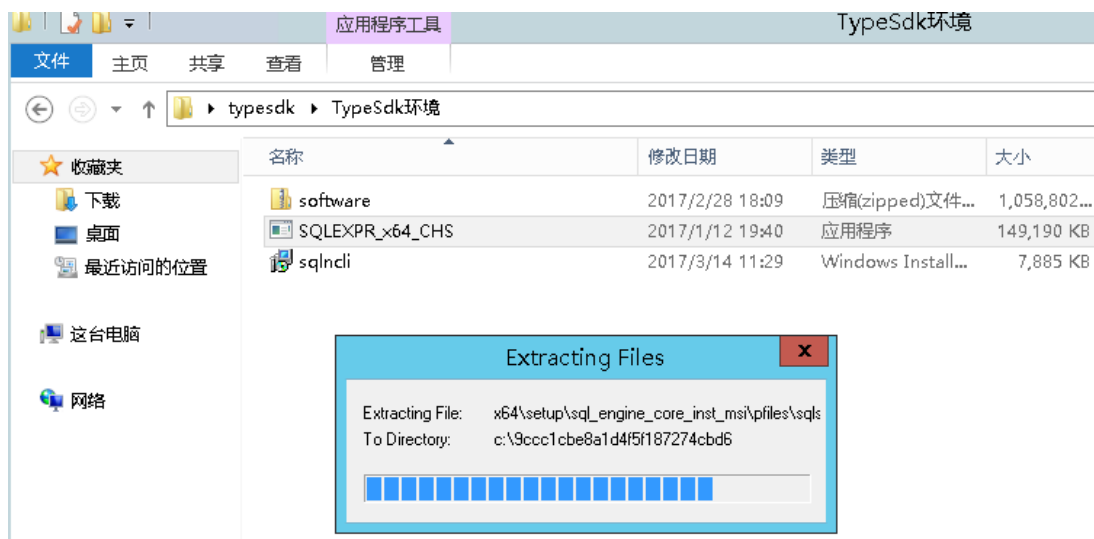 应用程序工具 TypeSdk环境
文件 主页 共享 查看 管理
typesdk TypeSdk环境
名称 修改日期 类型 大小
收藏夹
下载
桌面
最近访问的位置
这台电脑
网络
software 2017/2/28 18:09 压缩(zipped)文件... 1,058,802...
SQLEXPR_x64_CHS 2017/1/12 19:40 应用程序 149,190 KB
sqlncli 2017/3/14 11:29 Windows Install... 7,885 KB
Extracting Files
Extracting File: x64\setup\sql_engine_core_inst_msi\pfiles\sqls
To Directory: c:\9ccc1cbe8a1d4f5f187274cbd6